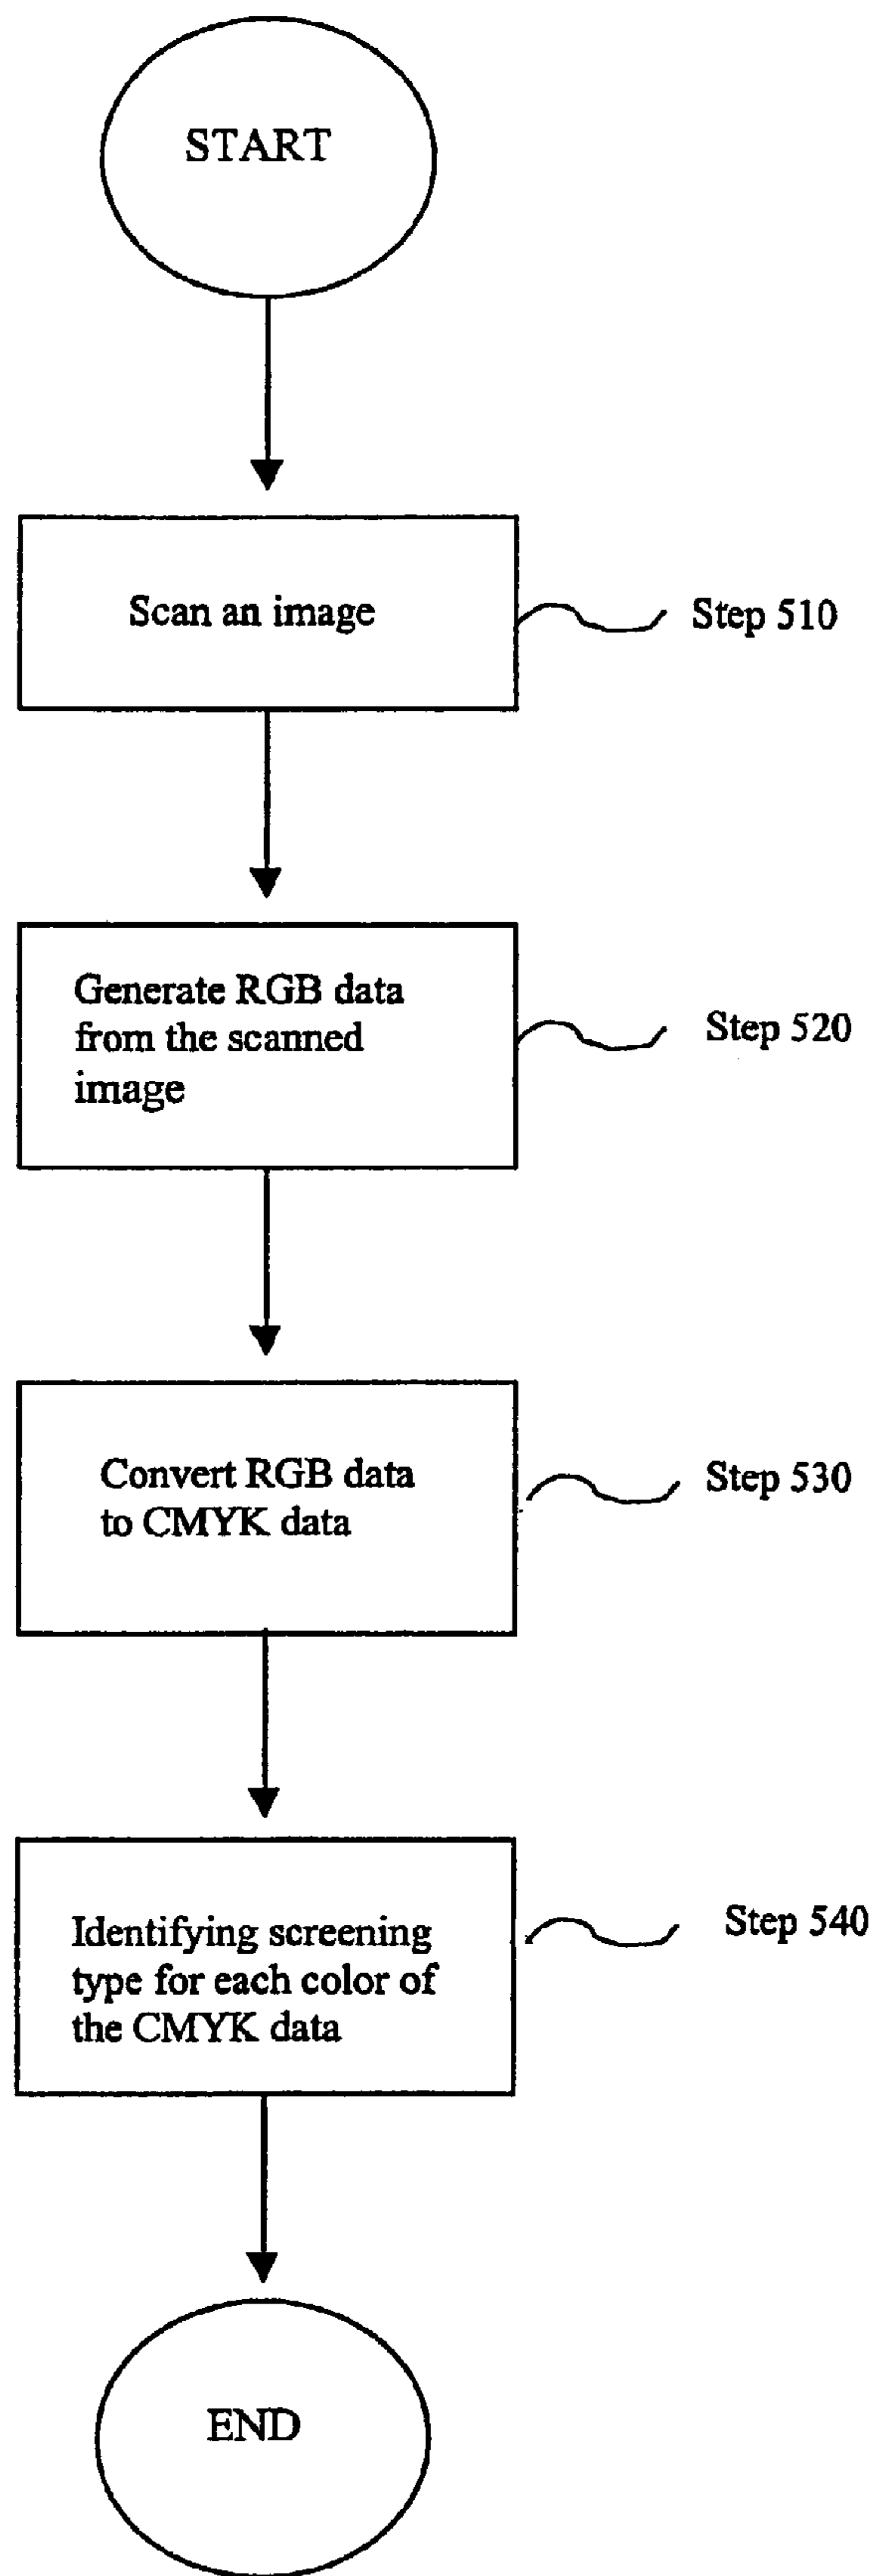 START
Scan an image
Step 510
Generate RGB data
from the scanned
image
Step 520
Convert RGB data
to CMYK data
Step 530
Identifying screening
type for each color of
the CMYK data
Step 540
END